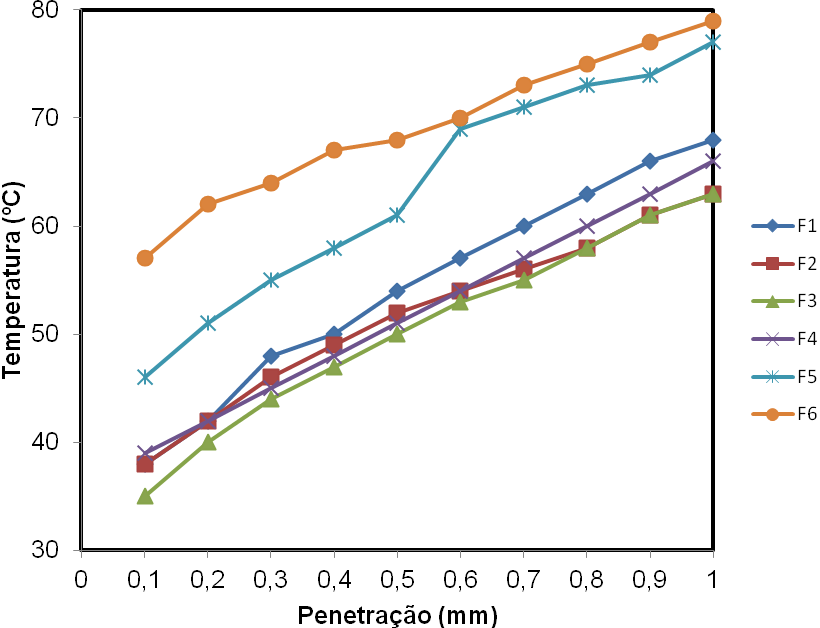 80
70
60
50
40
30
Temperatura (°C)
0 0,1 0,2 0,3 0,4 0,5 0,6 0,7 0,8 0,9 1
Penetração (mm)
F1
F2
F3
F4
F5
F6